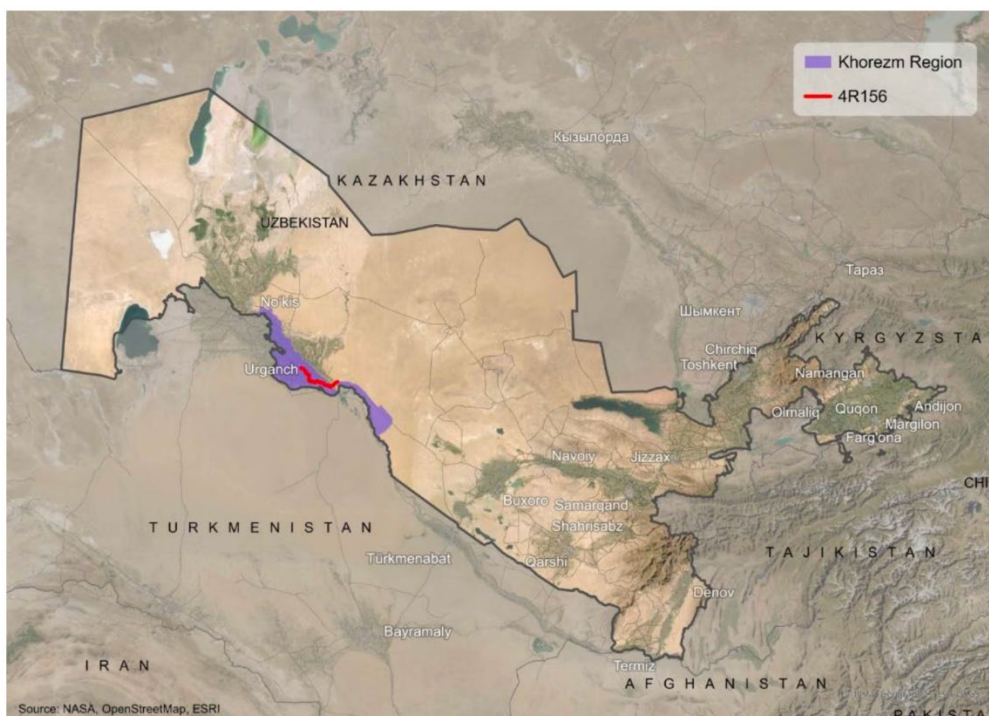 Khorezm Region
4R156
Кызылорда
KAZAKHSTAN
UZBEKISTAN
Тараз
No'kis
Шымкент
KYRGYZSTA
Chirchiq
Toshkent
Urganch
Namangan
Andijon
Olmaliq
Quqon
Margilon
Farg'ona
Navoiy
Jizzax
CHI
Buxoro
Samarqand
Shahrisabz
TURKMENISTAN
TAJIKISTAN
Türkmenabat
Qarshi
Denov
Bayramaly
IRAN
Termiz
AFGHANISTAN
Source: NASA, OpenStreetMap, ESRI
PAKISTA